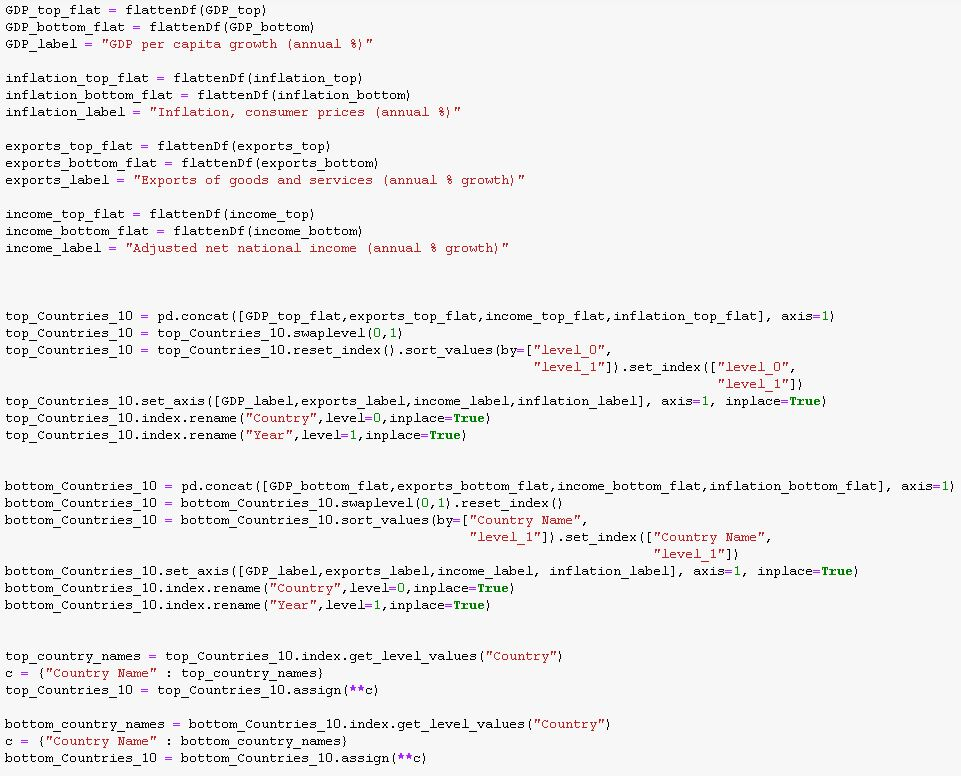 GDP_top_flat = flattenDf(GDP_top)
GDP_bottom_flat = flattenDf(GDP_bottom)
GDP_label = "GDP per capita growth (annual %)"
inflation_top_flat = flattenDf(inflation_top)
inflation_bottom_flat = flattenDf(inflation_bottom)
inflation_label = "Inflation, consumer prices (annual %)"
exports_top_flat = flattenDf(exports_top)
exports_bottom_flat = flattenDf(exports_bottom)
exports_label = "Exports of goods and services (annual % growth)"
income_top_flat = flattenDf(income_top)
income_bottom_flat = flattenDf(income_bottom)
income_label = "Adjusted net national income (annual % growth)"
top_Countries_10 = pd.concat([GDP_top_flat,exports_top_flat,income_top_flat,inflation_top_flat], axis=1)
top_Countries_10 = top_Countries_10.swaplevel(0,1)
top_Countries_10 = top_Countries_10.reset_index().sort_values(by=["level_0",
"level_1"]).set_index(["level_0",
"level_1"])
top_Countries_10.set_axis([GDP_label,exports_label,income_label,inflation_label], axis=1, inplace=True)
top_Countries_10.index.rename("Country",level=0,inplace=True)
top_Countries_10.index.rename("Year",level=1,inplace=True)
bottom_Countries_10 = pd.concat([GDP_bottom_flat,exports_bottom_flat,income_bottom_flat,inflation_bottom_flat], axis=1)
bottom_Countries_10 = bottom_Countries_10.swaplevel(0,1).reset_index()
bottom_Countries_10 = bottom_Countries_10.sort_values(by=["Country Name",
"level_1"]).set_index(["Country Name",
"level_1"])
bottom_Countries_10.set_axis([GDP_label,exports_label,income_label, inflation_label], axis=1, inplace=True)
bottom_Countries_10.index.rename("Country",level=0,inplace=True)
bottom_Countries_10.index.rename("Year",level=1,inplace=True)
top_country_names = top_Countries_10.index.get_level_values("Country")
c = {"Country Name" : top_country_names}
top_Countries_10 = top_Countries_10.assign(**c)
bottom_country_names = bottom_Countries_10.index.get_level_values("Country")
c = {"Country Name" : bottom_country_names}
bottom_Countries_10 = bottom_Countries_10.assign(**c)